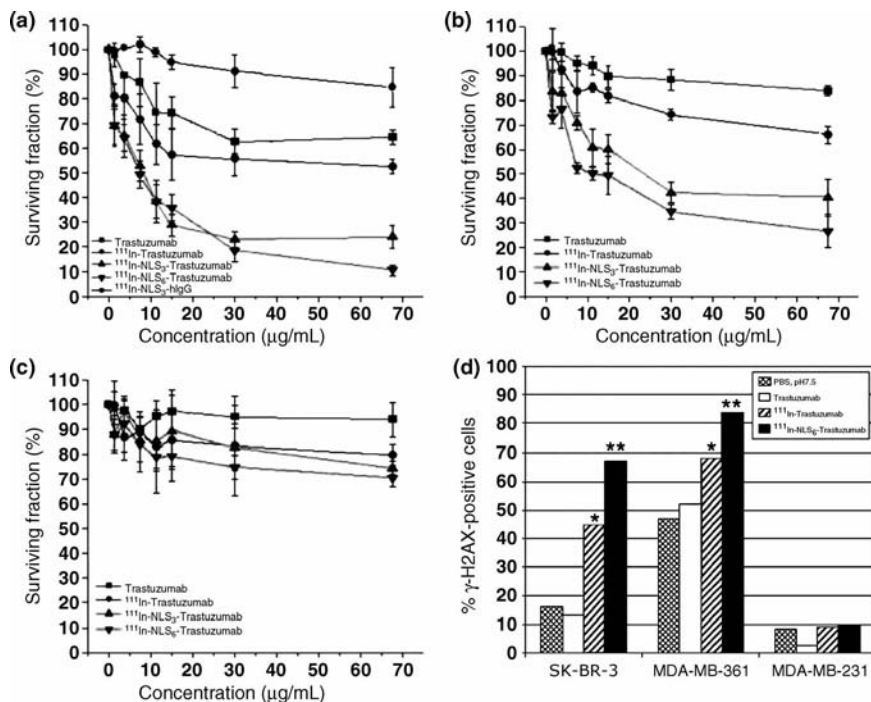 (a)
110
100
90
80
70
60
50
40
30
20
10
0
Surviving fraction (%)
Trastuzumab
¹¹¹In-Trastuzumab
¹¹¹In-NLS₃-Trastuzumab
¹¹¹In-NLS₆-Trastuzumab
¹¹¹In-NLS₃-hIgG
0 10 20 30 40 50 60 70
Concentration (μg/mL)
(b)
110
100
90
80
70
60
50
40
30
20
10
0
Surviving fraction (%)
Trastuzumab
¹¹¹In-Trastuzumab
¹¹¹In-NLS₃-Trastuzumab
¹¹¹In-NLS₆-Trastuzumab
0 10 20 30 40 50 60 70
Concentration (μg/mL)
(c)
110
100
90
80
70
60
50
40
30
20
10
0
Surviving fraction (%)
Trastuzumab
¹¹¹In-Trastuzumab
¹¹¹In-NLS₃-Trastuzumab
¹¹¹In-NLS₆-Trastuzumab
0 10 20 30 40 50 60 70
Concentration (μg/mL)
(d)
100
90
80
70
60
50
40
30
20
10
0
% γ-H2AX-positive cells
PBS, pH7.5
Trastuzumab
¹¹¹In-Trastuzumab
¹¹¹In-NLS₆-Trastuzumab
* ** * **
SK-BR-3 MDA-MB-361 MDA-MB-231